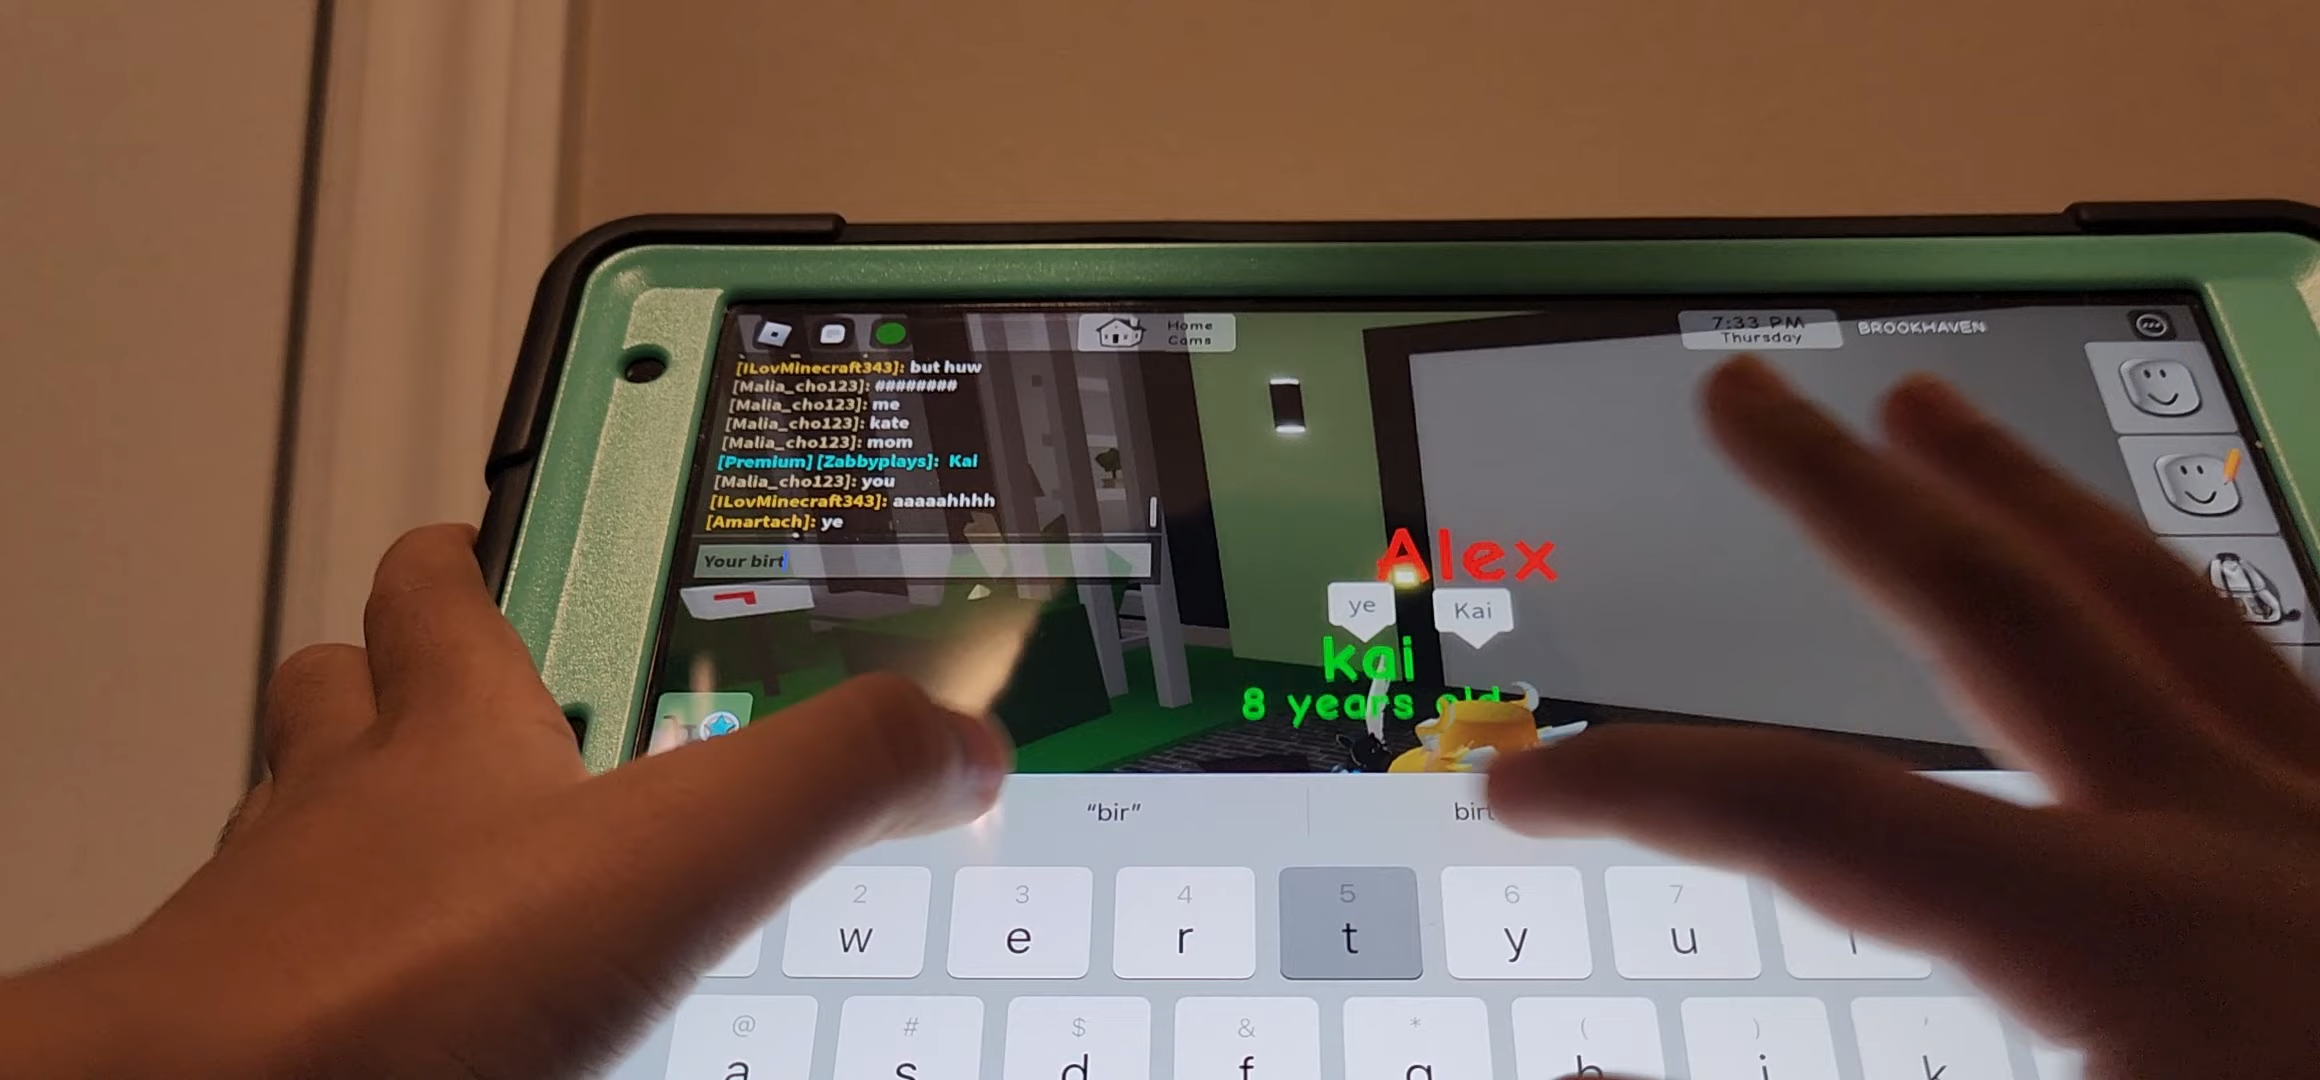 Home
Cams
7:33 PM
Thursday
BROOKHAVEN
[ILovMinecraft343]: but huw
[Malia_cho123]: ########
[Malia_cho123]: me
[Malia_cho123]: kate
[Malia_cho123]: mom
[Premium] [Zabbyplays]: Kai
[Malia_cho123]: you
[ILovMinecraft343]: aaaaahhhh
[Amartach]: ye
Your birt
Alex
ye
Kai
kai
8 years old
"bir"
birt
2 3 4 5 6 7
w e r t y u
@ # $ & * ( ) '
a s d f g h j k